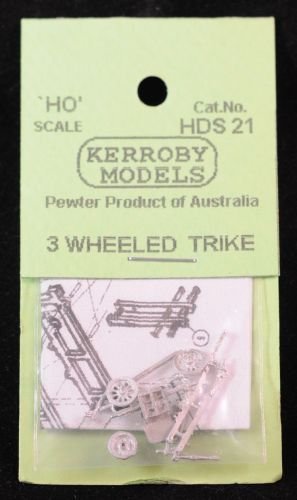 'HO'
SCALE
Cat.No.
HDS 21
KERROBY
MODELS
Pewter Product of Australia
3 WHEELED TRIKE